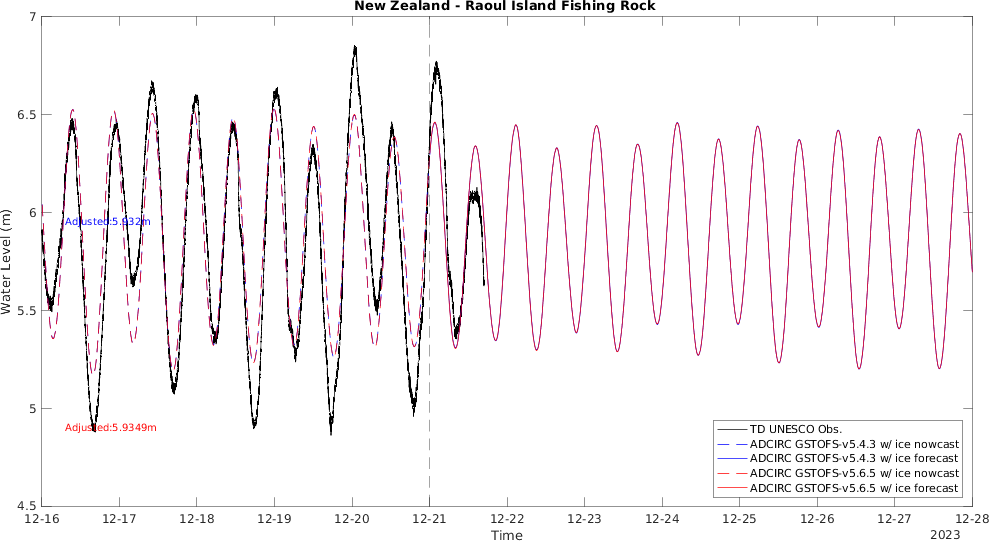 New Zealand - Raoul Island Fishing Rock
7
6.5
6
5.5
5
4.5
Water Level (m)
Adjusted:5.932m
Adjusted:5.9349m
TD UNESCO Obs.
ADCIRC GSTOFS-v5.4.3 w/ ice nowcast
ADCIRC GSTOFS-v5.4.3 w/ ice forecast
ADCIRC GSTOFS-v5.6.5 w/ ice nowcast
ADCIRC GSTOFS-v5.6.5 w/ ice forecast
12-16 12-17 12-18 12-19 12-20 12-21 12-22 12-23 12-24 12-25 12-26 12-27 12-28
Time
2023